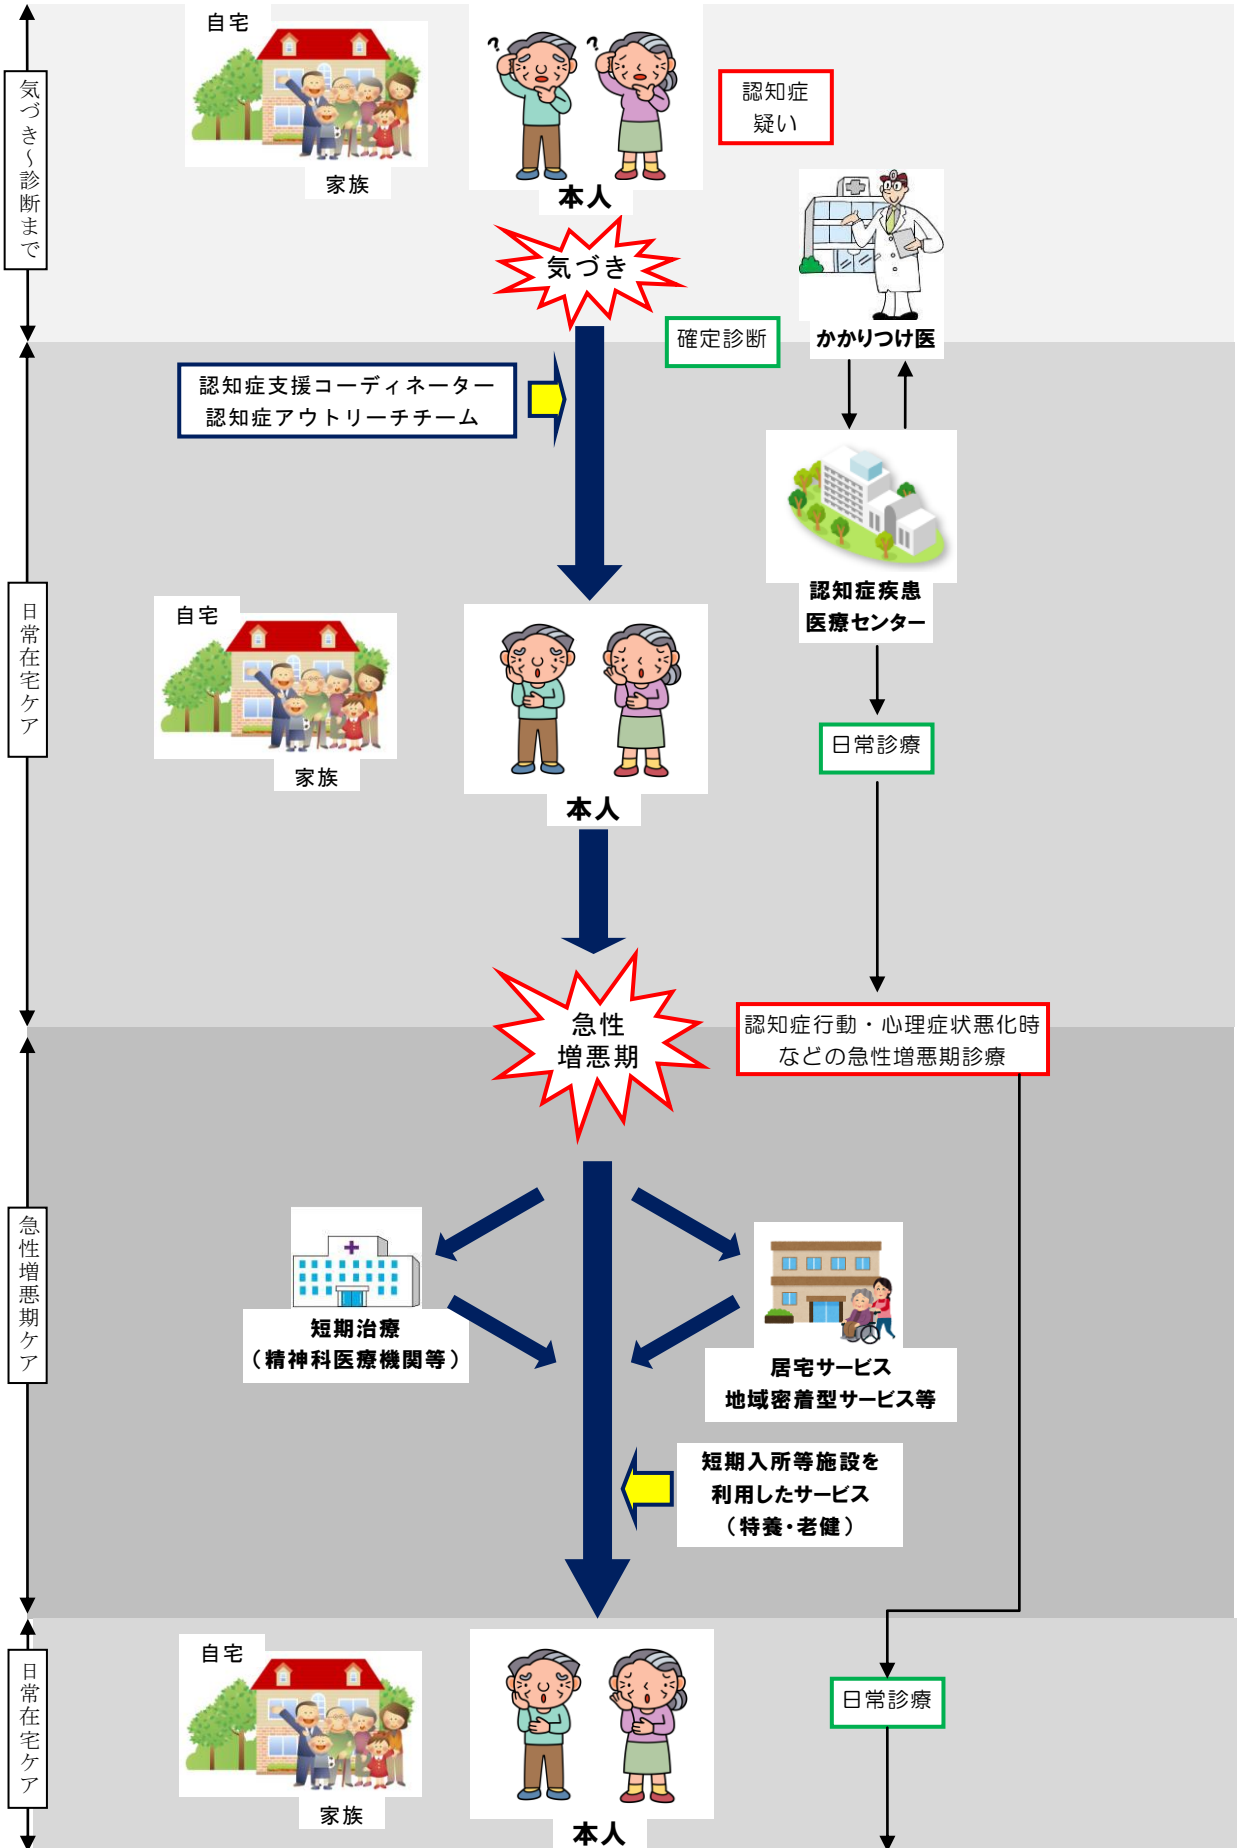 気づき～診断まで
自宅
家族
?
?
本人
認知症
疑い
気づき
かかりつけ医
確定診断
認知症支援コーディネーター
認知症アウトリーチチーム
認知症疾患
医療センター
日常在宅ケア
自宅
家族
本人
日常診療
急性
増悪期
認知症行動・心理症状悪化時
などの急性増悪期診療
急性増悪期ケア
短期治療
（精神科医療機関等）
居宅サービス
地域密着型サービス等
短期入所等施設を
利用したサービス
（特養・老健）
日常在宅ケア
自宅
家族
本人
日常診療